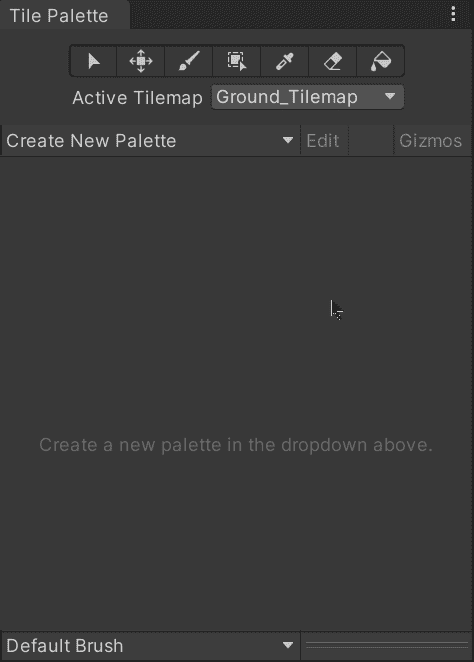 Tile Palette
Active Tilemap Ground_Tilemap
Create New Palette Edit Gizmos
Create a new palette in the dropdown above.
Default Brush